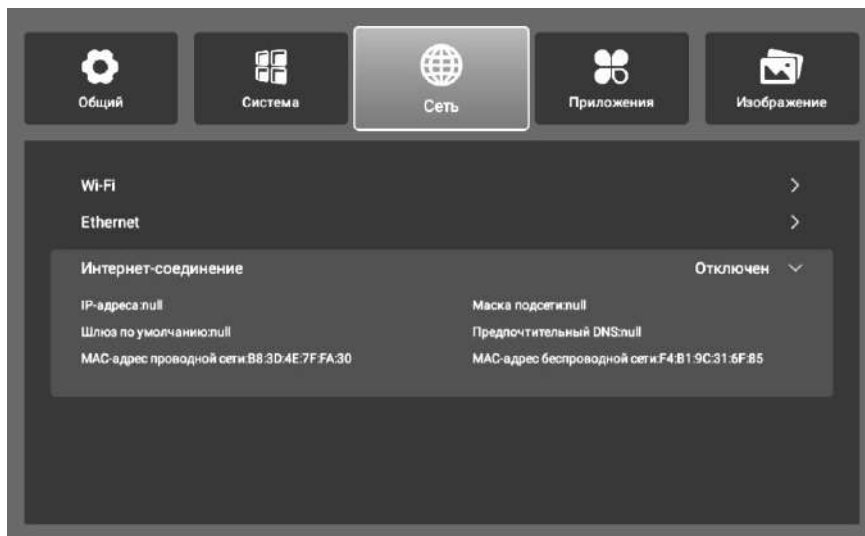 Общий
Система
Сеть
Приложения
Изображение
Wi-Fi
Ethernet
Интернет-соединение Отключен
IP-адреса:null Маска подсети:null
Шлюз по умолчанию:null Предпочтительный DNS:null
MAC-адрес проводной сети:B8:3D:4E:7F:FA:30 MAC-адрес беспроводной сети:F4:B1:9C:31:6F:85